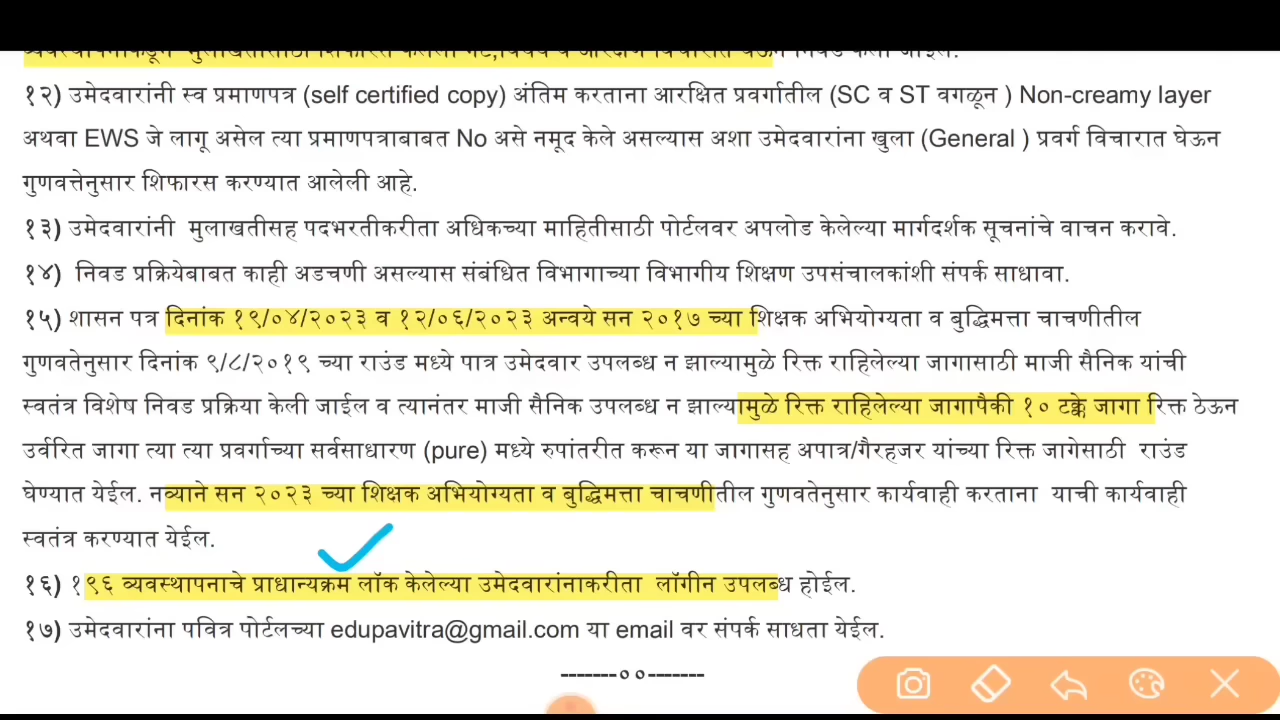 १२) उमेदवारांनी स्व प्रमाणपत्र (self certified copy) अंतिम करताना आरक्षित प्रवर्गातील (SC व ST वगळून ) Non-creamy layer
अथवा EWS जे लागू असेल त्या प्रमाणपत्राबाबत No असे नमूद केले असल्यास अशा उमेदवारांना खुला (General ) प्रवर्ग विचारात घेऊन
गुणवत्तेनुसार शिफारस करण्यात आलेली आहे.
१३) उमेदवारांनी मुलाखतीसह पदभरतीकरीता अधिकच्या माहितीसाठी पोर्टलवर अपलोड केलेल्या मार्गदर्शक सूचनांचे वाचन करावे.
१४) निवड प्रक्रियेबाबत काही अडचणी असल्यास संबंधित विभागाच्या विभागीय शिक्षण उपसंचालकांशी संपर्क साधावा.
१५) शासन पत्र दिनांक १९/०४/२०२३ व १२/०६/२०२३ अन्वये सन २०१७ च्या शिक्षक अभियोग्यता व बुद्धिमत्ता चाचणीतील
गुणवतेनुसार दिनांक ९/८/२०१९ च्या राउंड मध्ये पात्र उमेदवार उपलब्ध न झाल्यामुळे रिक्त राहिलेल्या जागासाठी माजी सैनिक यांची
स्वतंत्र विशेष निवड प्रक्रिया केली जाईल व त्यानंतर माजी सैनिक उपलब्ध न झाल्यामुळे रिक्त राहिलेल्या जागापैकी १० टक्के जागा रिक्त ठेऊन
उर्वरित जागा त्या त्या प्रवर्गाच्या सर्वसाधारण (pure) मध्ये रुपांतरीत करून या जागासह अपात्र/गैरहजर यांच्या रिक्त जागेसाठी राउंड
घेण्यात येईल. नव्याने सन २०२३ च्या शिक्षक अभियोग्यता व बुद्धिमत्ता चाचणीतील गुणवतेनुसार कार्यवाही करताना याची कार्यवाही
स्वतंत्र करण्यात येईल.
१६) १९६ व्यवस्थापनाचे प्राधान्यक्रम लॉक केलेल्या उमेदवारांनाकरीता लॉगीन उपलब्ध होईल.
१७) उमेदवारांना पवित्र पोर्टलच्या edupavitra@gmail.com या email वर संपर्क साधता येईल.
-------०००-------